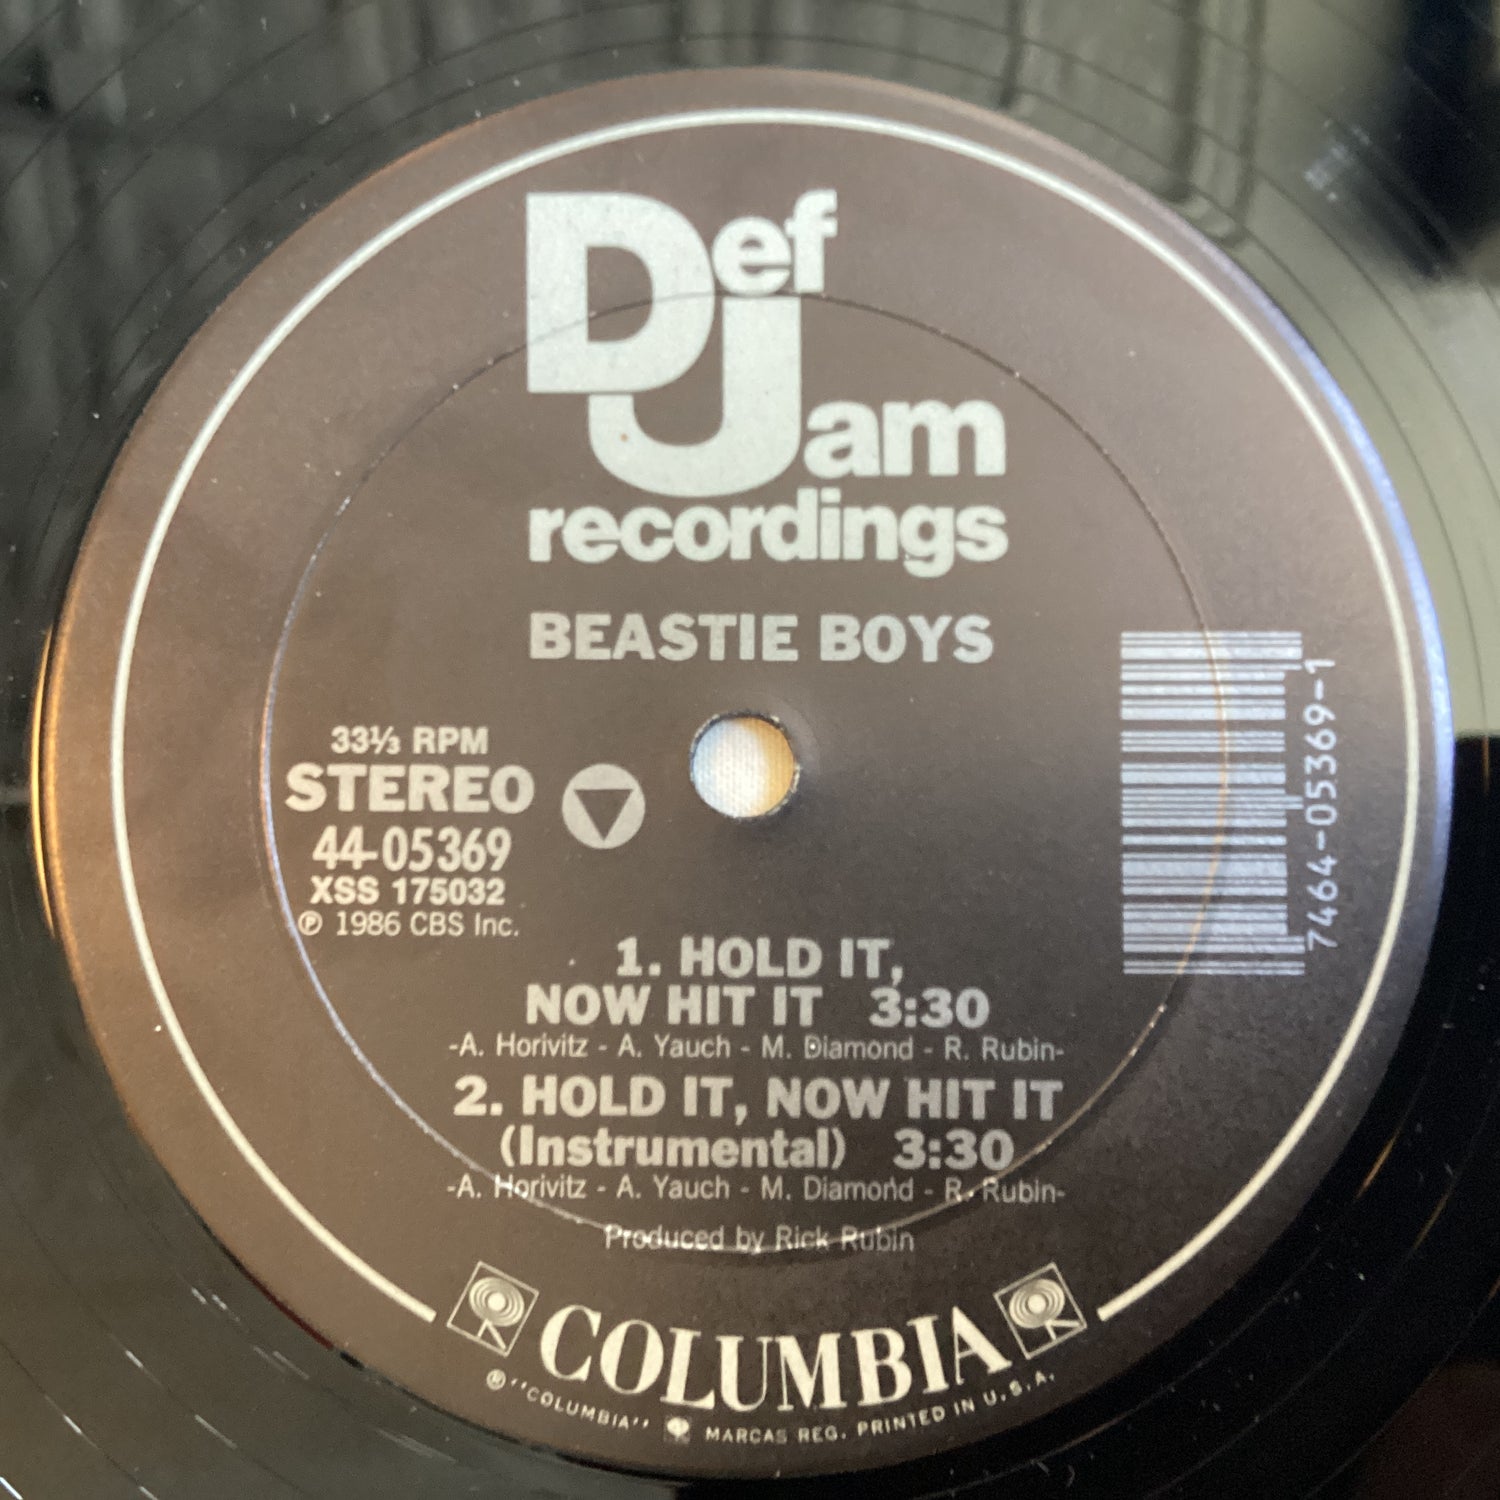 Def
Jam
recordings
BEASTIE BOYS
33⅓ RPM
STEREO
44-05369
XSS 175032
℗ 1986 CBS Inc.
7464-05369-1
1. HOLD IT,
NOW HIT IT 3:30
-A. Horivitz - A. Yauch - M. Diamond - R. Rubin-
2. HOLD IT, NOW HIT IT
(Instrumental) 3:30
-A. Horivitz - A. Yauch - M. Diamond - R. Rubin-
Produced by Rick Rubin
COLUMBIA
® "COLUMBIA" MARCAS REG. PRINTED IN U.S.A.